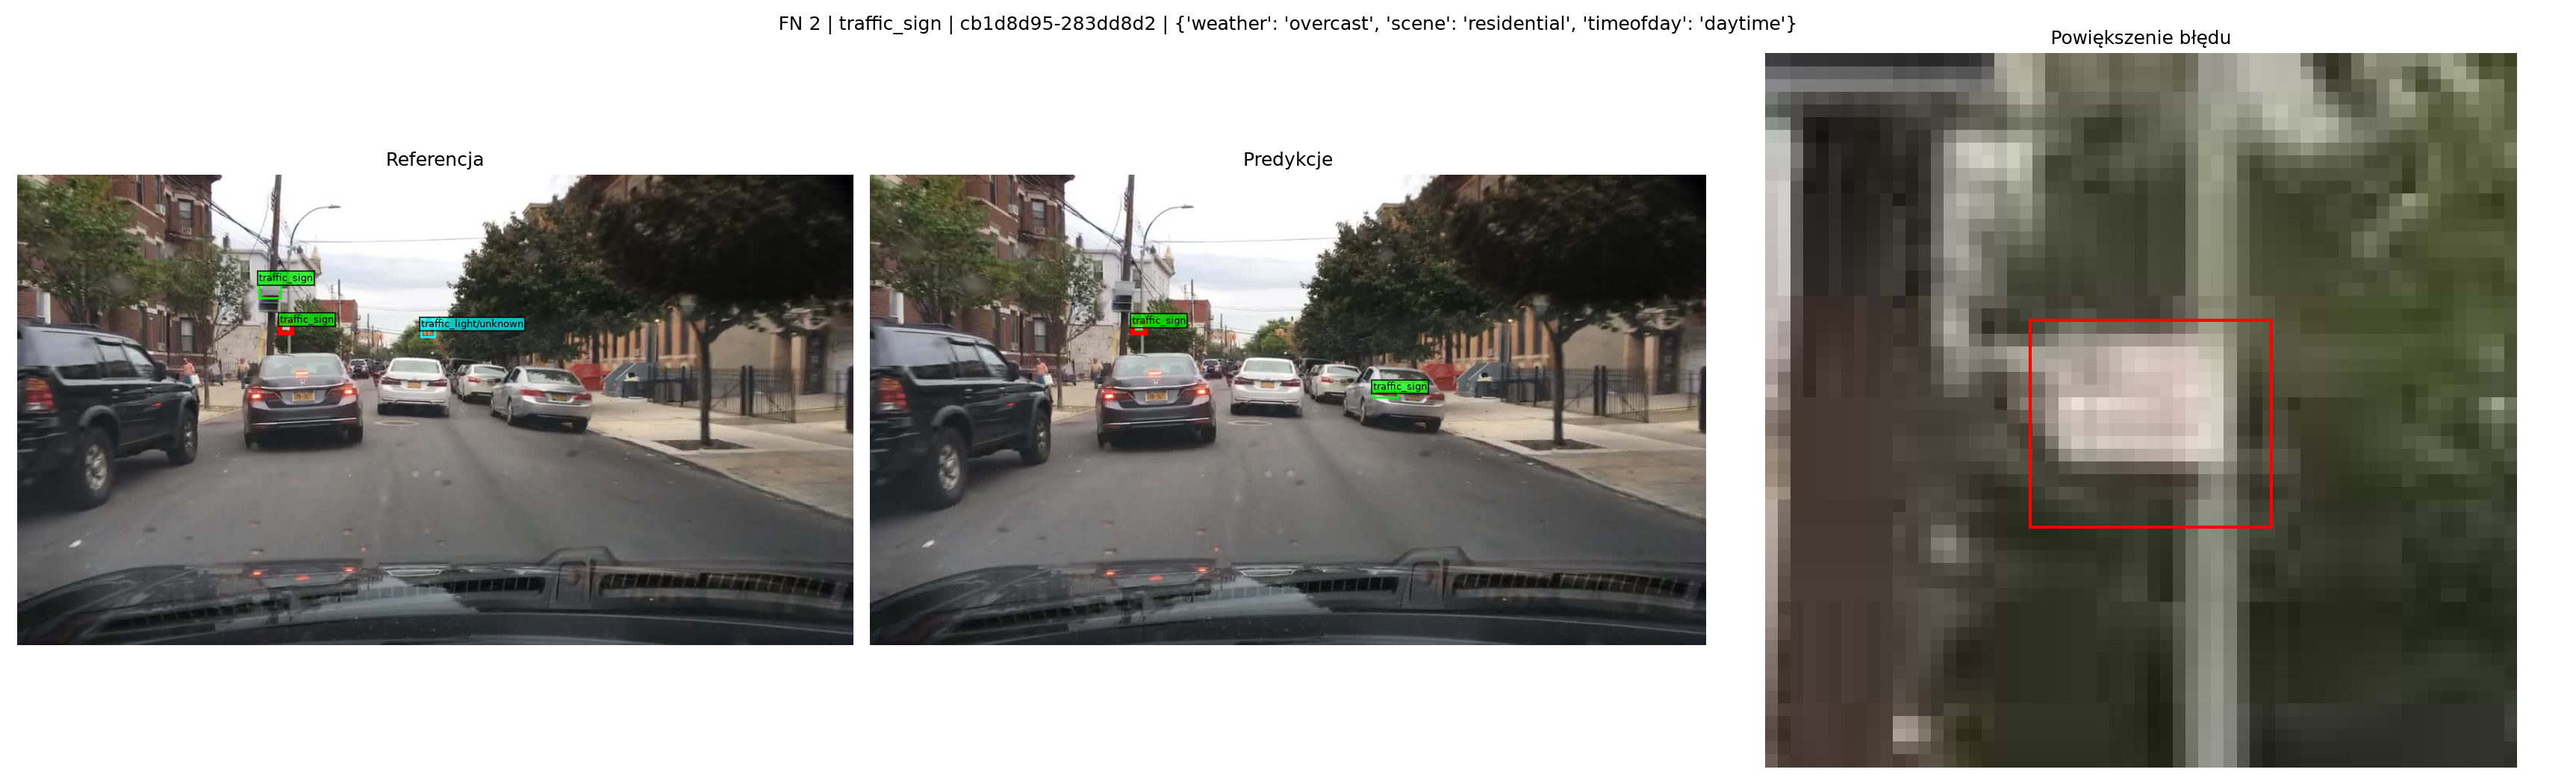 FN 2 | traffic_sign | cb1d8d95-283dd8d2 | {'weather': 'overcast', 'scene': 'residential', 'timeofday': 'daytime'}
Referencja
Predykcje
Powiększenie błędu
traffic_sign
traffic_sign
traffic_light/unknown
traffic_sign
traffic_sign